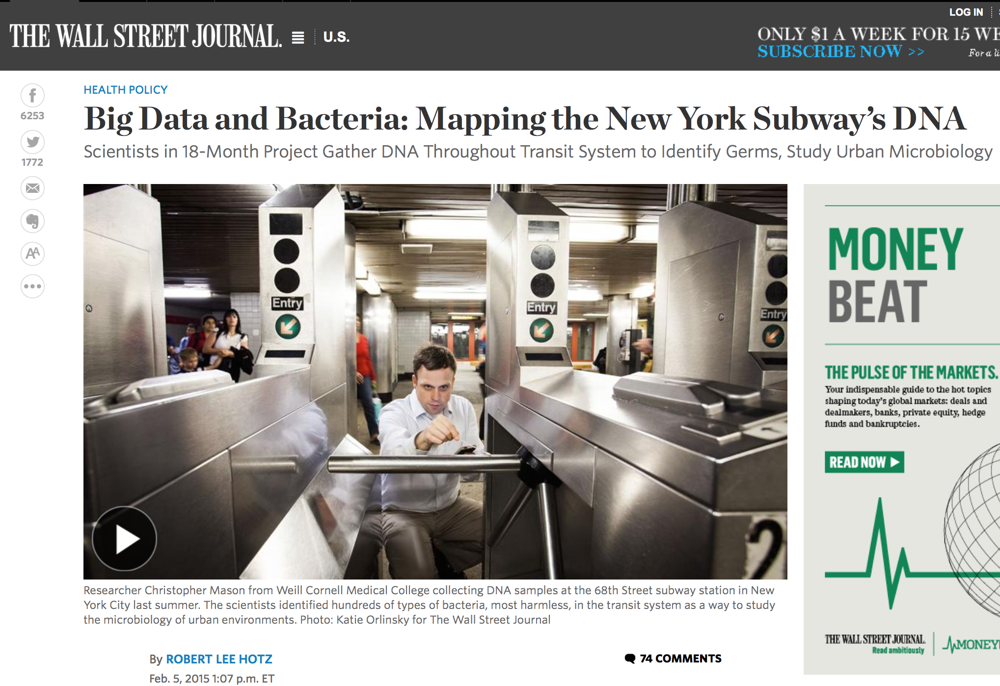 LOG IN
THE WALL STREET JOURNAL.
U.S.
ONLY $1 A WEEK FOR 15 WE
SUBSCRIBE NOW >>
For a li
6253
1772
AA
HEALTH POLICY
Big Data and Bacteria: Mapping the New York Subway's DNA
Scientists in 18-Month Project Gather DNA Throughout Transit System to Identify Germs, Study Urban Microbiology
Entry
Entry
Entry
2
Researcher Christopher Mason from Weill Cornell Medical College collecting DNA samples at the 68th Street subway station in New
York City last summer. The scientists identified hundreds of types of bacteria, most harmless, in the transit system as a way to study
the microbiology of urban environments. Photo: Katie Orlinsky for The Wall Street Journal
By ROBERT LEE HOTZ
Feb. 5, 2015 1:07 p.m. ET
74 COMMENTS
MONEY
BEAT
THE PULSE OF THE MARKETS.
Your indispensable guide to the hot topics
shaping today's global markets: deals and
dealmakers, banks, private equity, hedge
funds and bankruptcies.
READ NOW
THE WALL STREET JOURNAL.
Read ambitiously
MONEY